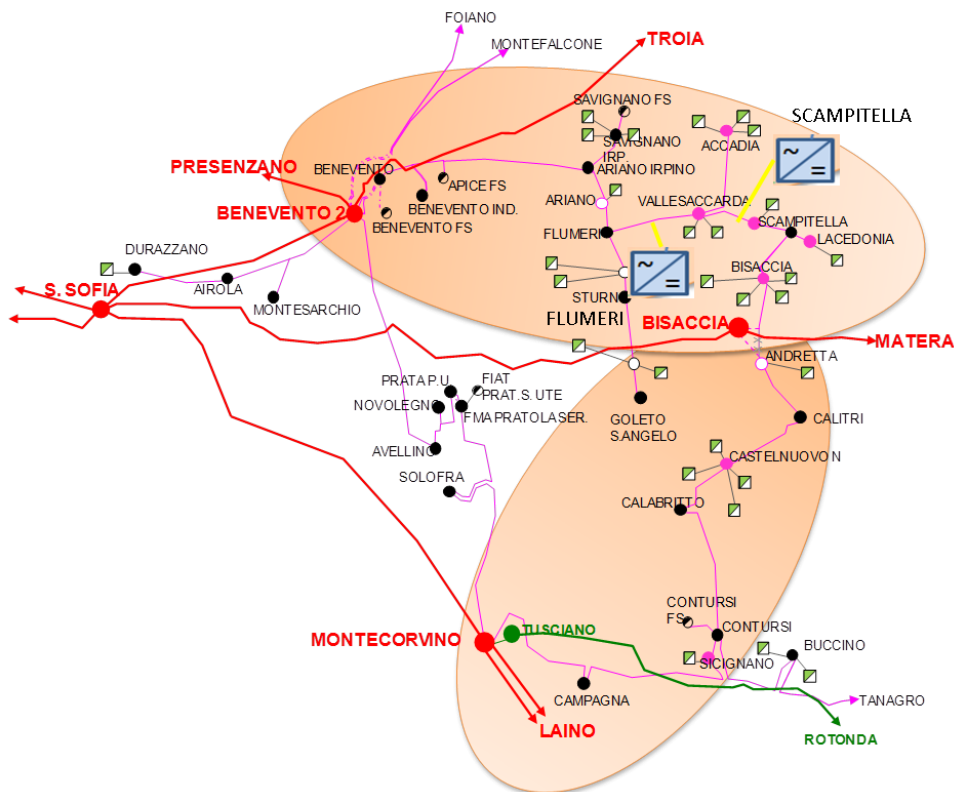 FOIANO
MONTEFALCONE
TROIA
SAVIGNANO FS
SCAMPITELLA
SAVIGNANO
IRP.
ACCADIA
~
=
PRESENZANO
BENEVENTO
ARIANO IRPINO
APICE FS
BENEVENTO 2
BENEVENTO IND.
BENEVENTO FS
ARIANO
VALLESACCARDA
SCAMPITELLA
FLUMERI
LACEDONIA
DURAZZANO
AIROLA
MONTESARCHIO
~
=
BISACCIA
S. SOFIA
STURNO
FLUMERI
BISACCIA
MATERA
ANDRETTA
PRATA P.U
FIAT
PRAT.S. UTE
NOVOLEGNO
FMA PRATOLA SER.
GOLETO
S.ANGELO
CALITRI
AVELLINO
SOLOFRA
CASTELNUOVO N
CALABRITTO
CONTURSI
FS
CONTURSI
MONTECORVINO
TUSCIANO
SICIGNANO
BUCCINO
CAMPAGNA
TANAGRO
LAINO
ROTONDA